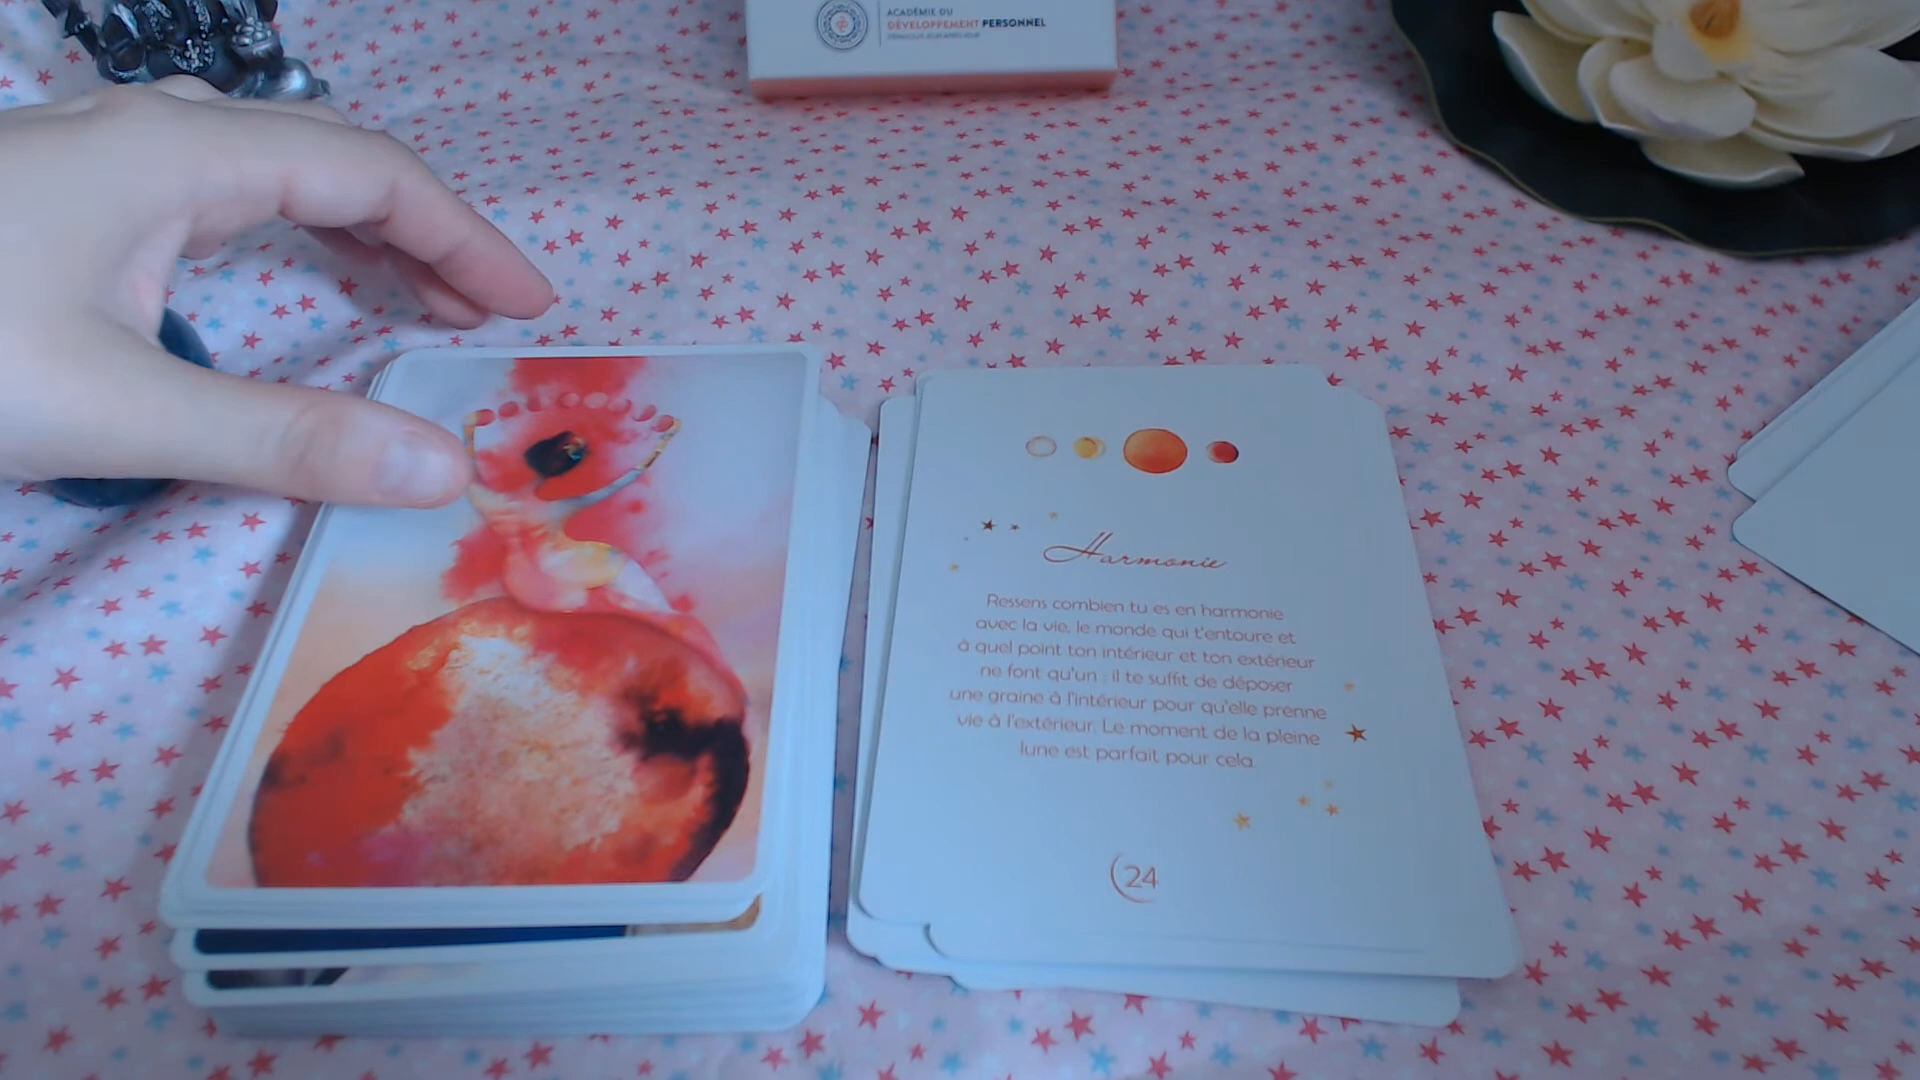 ACADÉMIE DU
DÉVELOPPEMENT PERSONNEL
Harmonie
Ressens combien tu es en harmonie
avec la vie, le monde qui t'entoure et
à quel point ton intérieur et ton extérieur
ne font qu'un : il te suffit de déposer
une graine à l'intérieur pour qu'elle prenne
vie à l'extérieur. Le moment de la pleine
lune est parfait pour cela.
24